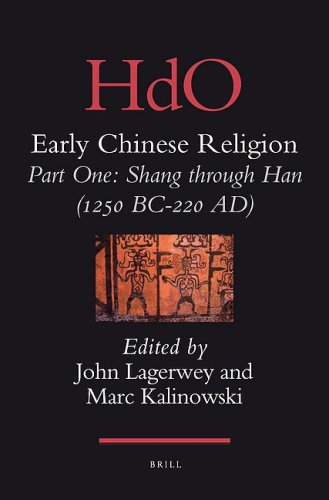 HdO
Early Chinese Religion
Part One: Shang through Han
(1250 BC-220 AD)
Edited by
John Lagerwey and
Marc Kalinowski
BRILL